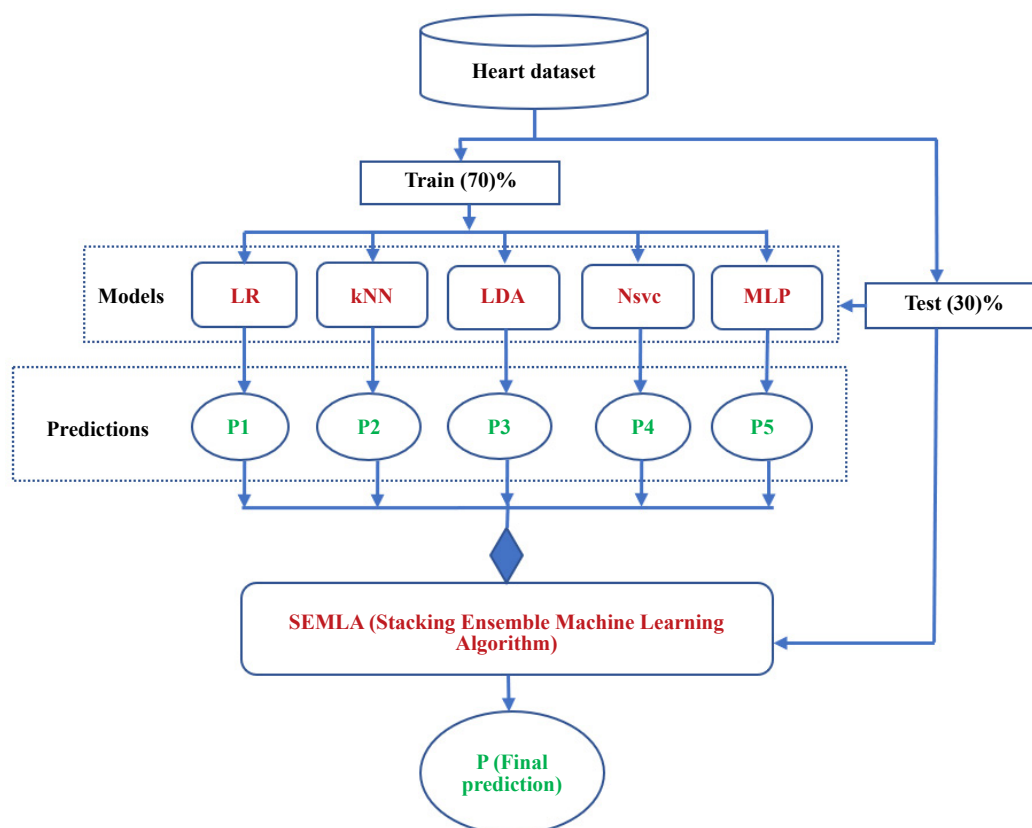 Heart dataset
Train (70)%
Models
LR
kNN
LDA
Nsvc
MLP
Test (30)%
Predictions
P1
P2
P3
P4
P5
SEMLA (Stacking Ensemble Machine Learning
Algorithm)
P (Final
prediction)